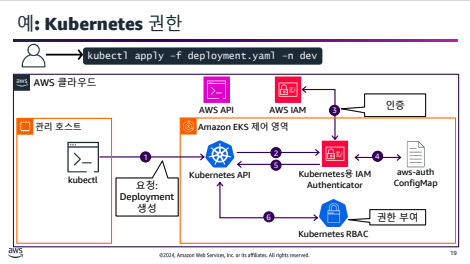 예: Kubernetes 권한
kubectl apply -f deployment.yaml -n dev
aws
AWS 클라우드
AWS API
AWS IAM
인증
관리 호스트
Amazon EKS 제어 영역
kubectl
1
요청:
Deployment
생성
Kubernetes API
2
5
3
Kubernetes용 IAM
Authenticator
4
aws-auth
ConfigMap
6
Kubernetes RBAC
권한 부여
aws
©2024, Amazon Web Services, Inc. or its affiliates. All rights reserved.
19